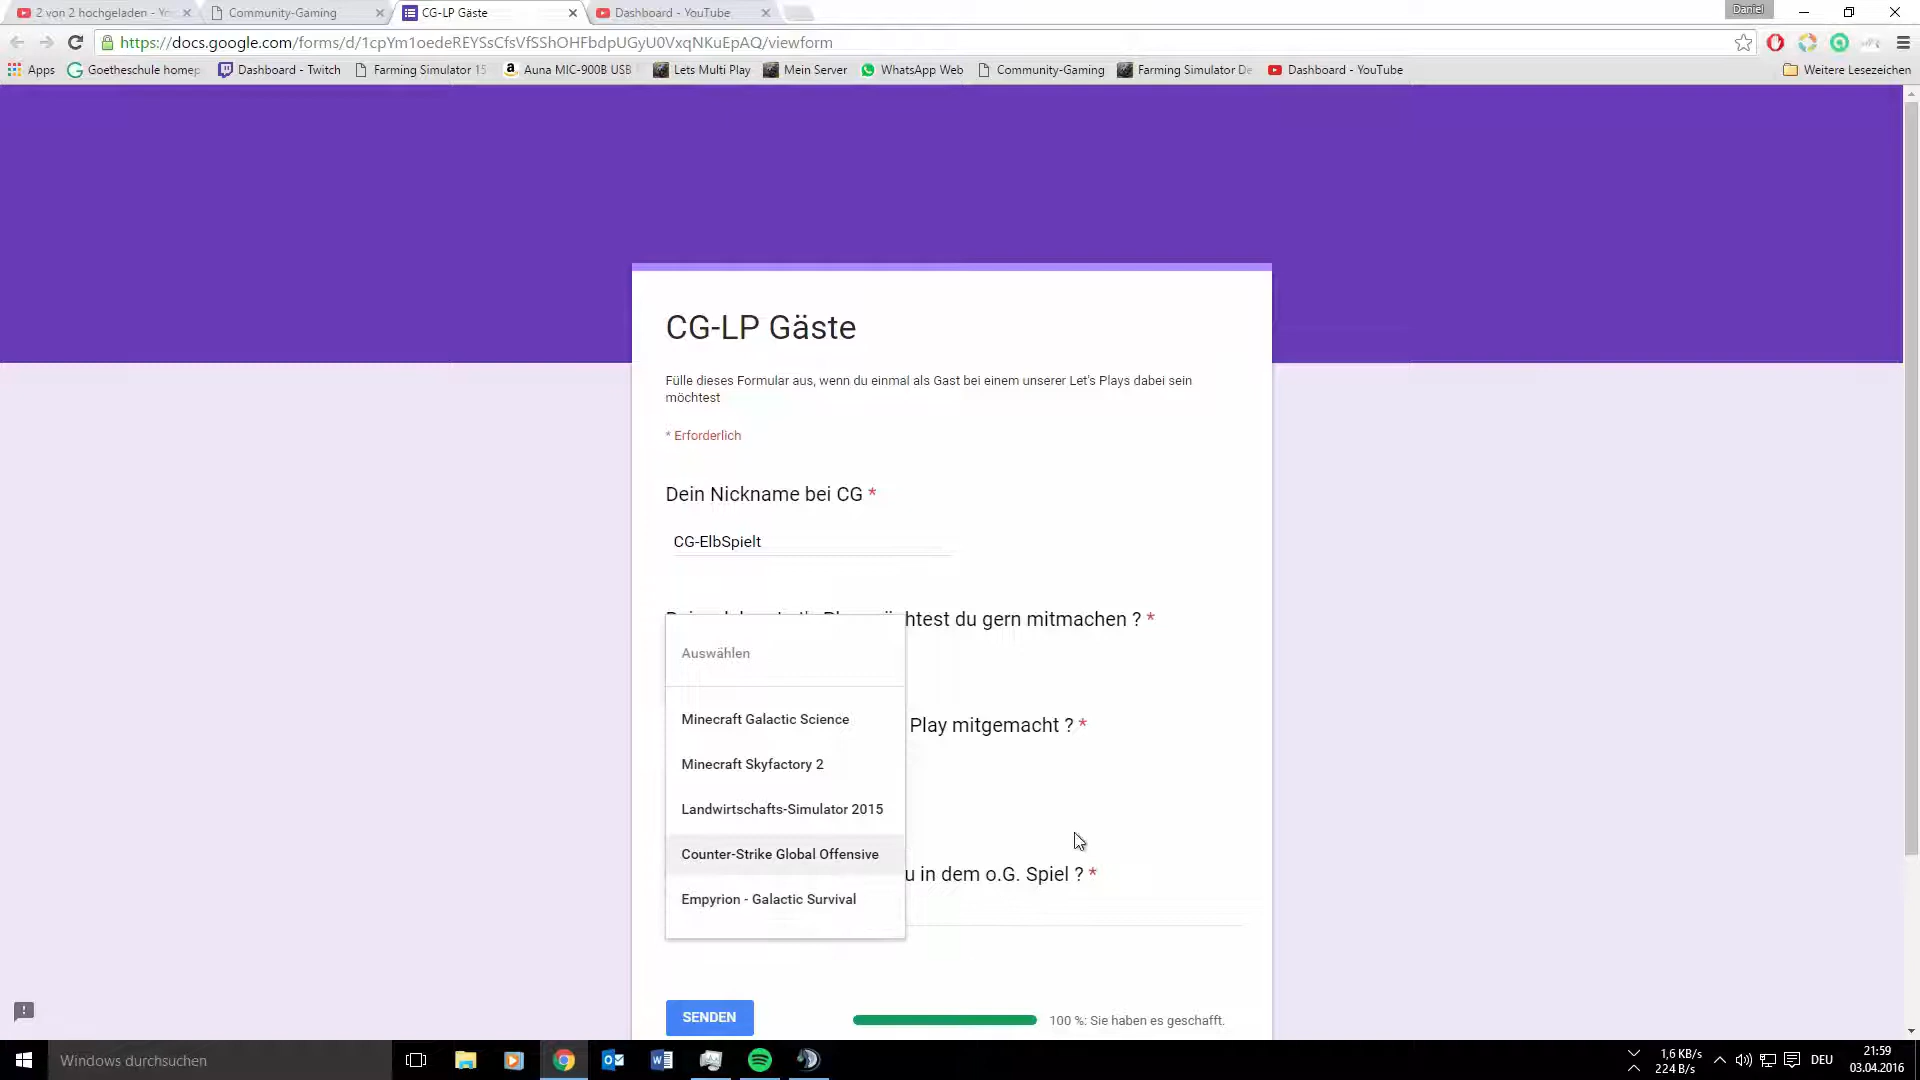 2 von 2 hochgeladen - Yo
Community-Gaming
CG-LP Gäste
Dashboard - YouTube
Daniel
https://docs.google.com/forms/d/1cpYm1oedeREYSsCfsVfSShOHFbdpUGyU0VxqNKuEpAQ/viewform
Apps
Goetheschule homep
Dashboard - Twitch
Farming Simulator 15
Auna MIC-900B USB
Lets Multi Play
Mein Server
WhatsApp Web
Community-Gaming
Farming Simulator De
Dashboard - YouTube
Weitere Lesezeichen
CG-LP Gäste
Fülle dieses Formular aus, wenn du einmal als Gast bei einem unserer Let's Plays dabei sein
möchtest
* Erforderlich
Dein Nickname bei CG *
CG-ElbSpielt
htest du gern mitmachen ? *
Auswählen
Minecraft Galactic Science
Play mitgemacht ? *
Minecraft Skyfactory 2
Landwirtschafts-Simulator 2015
Counter-Strike Global Offensive
u in dem o.G. Spiel ? *
Empyrion - Galactic Survival
SENDEN
100 %: Sie haben es geschafft.
Windows durchsuchen
1,6 KB/s
224 B/s
DEU
21:59
03.04.2016